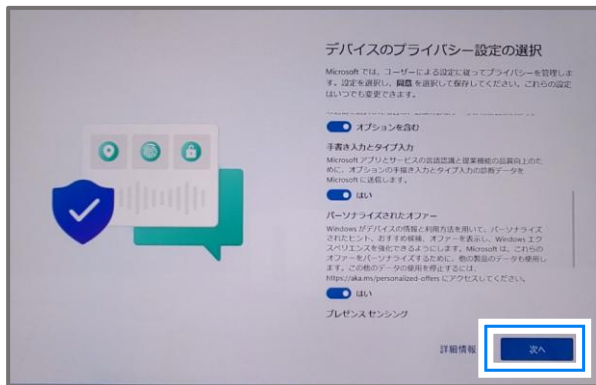 デバイスのプライバシー設定の選択
Microsoft では、ユーザーによる設定に従ってプライバシーを管理しま
す。設定を選択し、同意 を選択して保存してください。これらの設定
はいつでも変更できます。
オプションを含む
手書き入力とタイプ入力
Microsoft アプリとサービスの言語認識と提案機能の品質向上のた
めに、オプションの手書き入力とタイプ入力の診断データを
Microsoft に送信します。
はい
パーソナライズされたオファー
Windows がデバイスの情報と利用方法を用いて、パーソナライズ
されたヒント、おすすめ候補、オファーを表示し、Windows エク
スペリエンスを強化できるようにします。Microsoft は、これらの
オファーをパーソナライズするために、他の製品のデータも使用し
ます。この他のデータの使用を停止するには、
https://aka.ms/personalized-offers にアクセスしてください。
はい
プレゼンス センシング
詳細情報
次へ